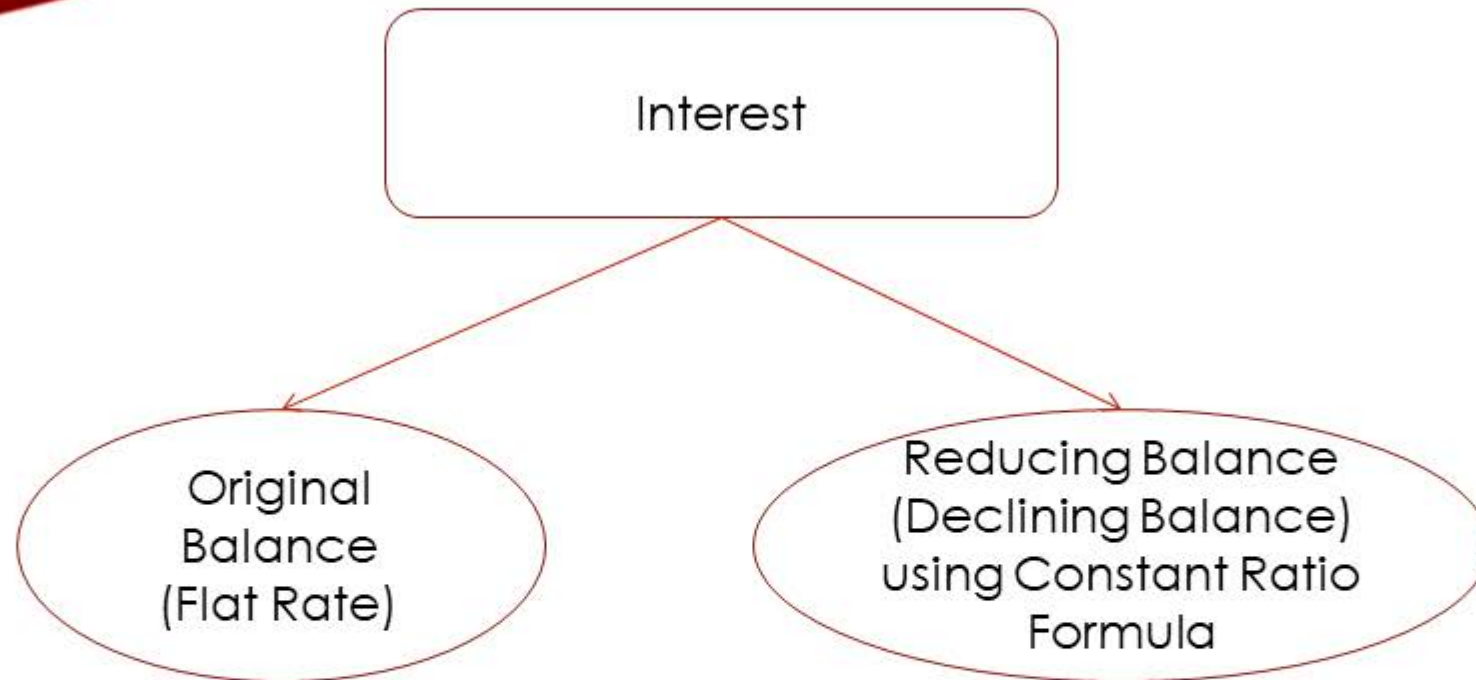 Interest
Original
Balance
(Flat Rate)
Reducing Balance
(Declining Balance)
using Constant Ratio
Formula